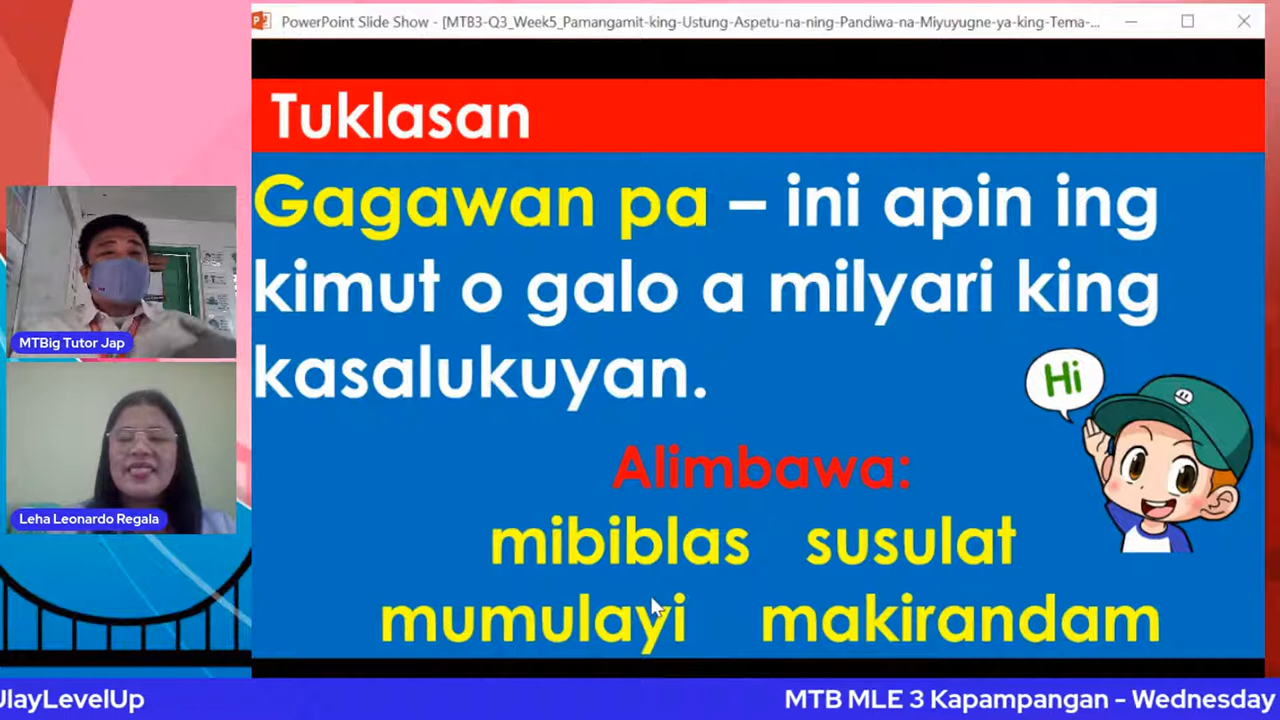 PowerPoint Slide Show - [MTB3-Q3_Week5_Pamangamit-king-Ustung-Aspetu-na-ning-Pandiwa-na-Miyuyugne-ya-king-Tema-...
Tuklasan
Gagawan pa – ini apin ing
kimut o galo a milyari king
kasalukuyan.
Hi
Alimbawa:
mibiblas susulat
mumulayi makirandam
MTBig Tutor Jap
Leha Leonardo Regala
UlayLevelUp
MTB MLE 3 Kapampangan - Wednesday